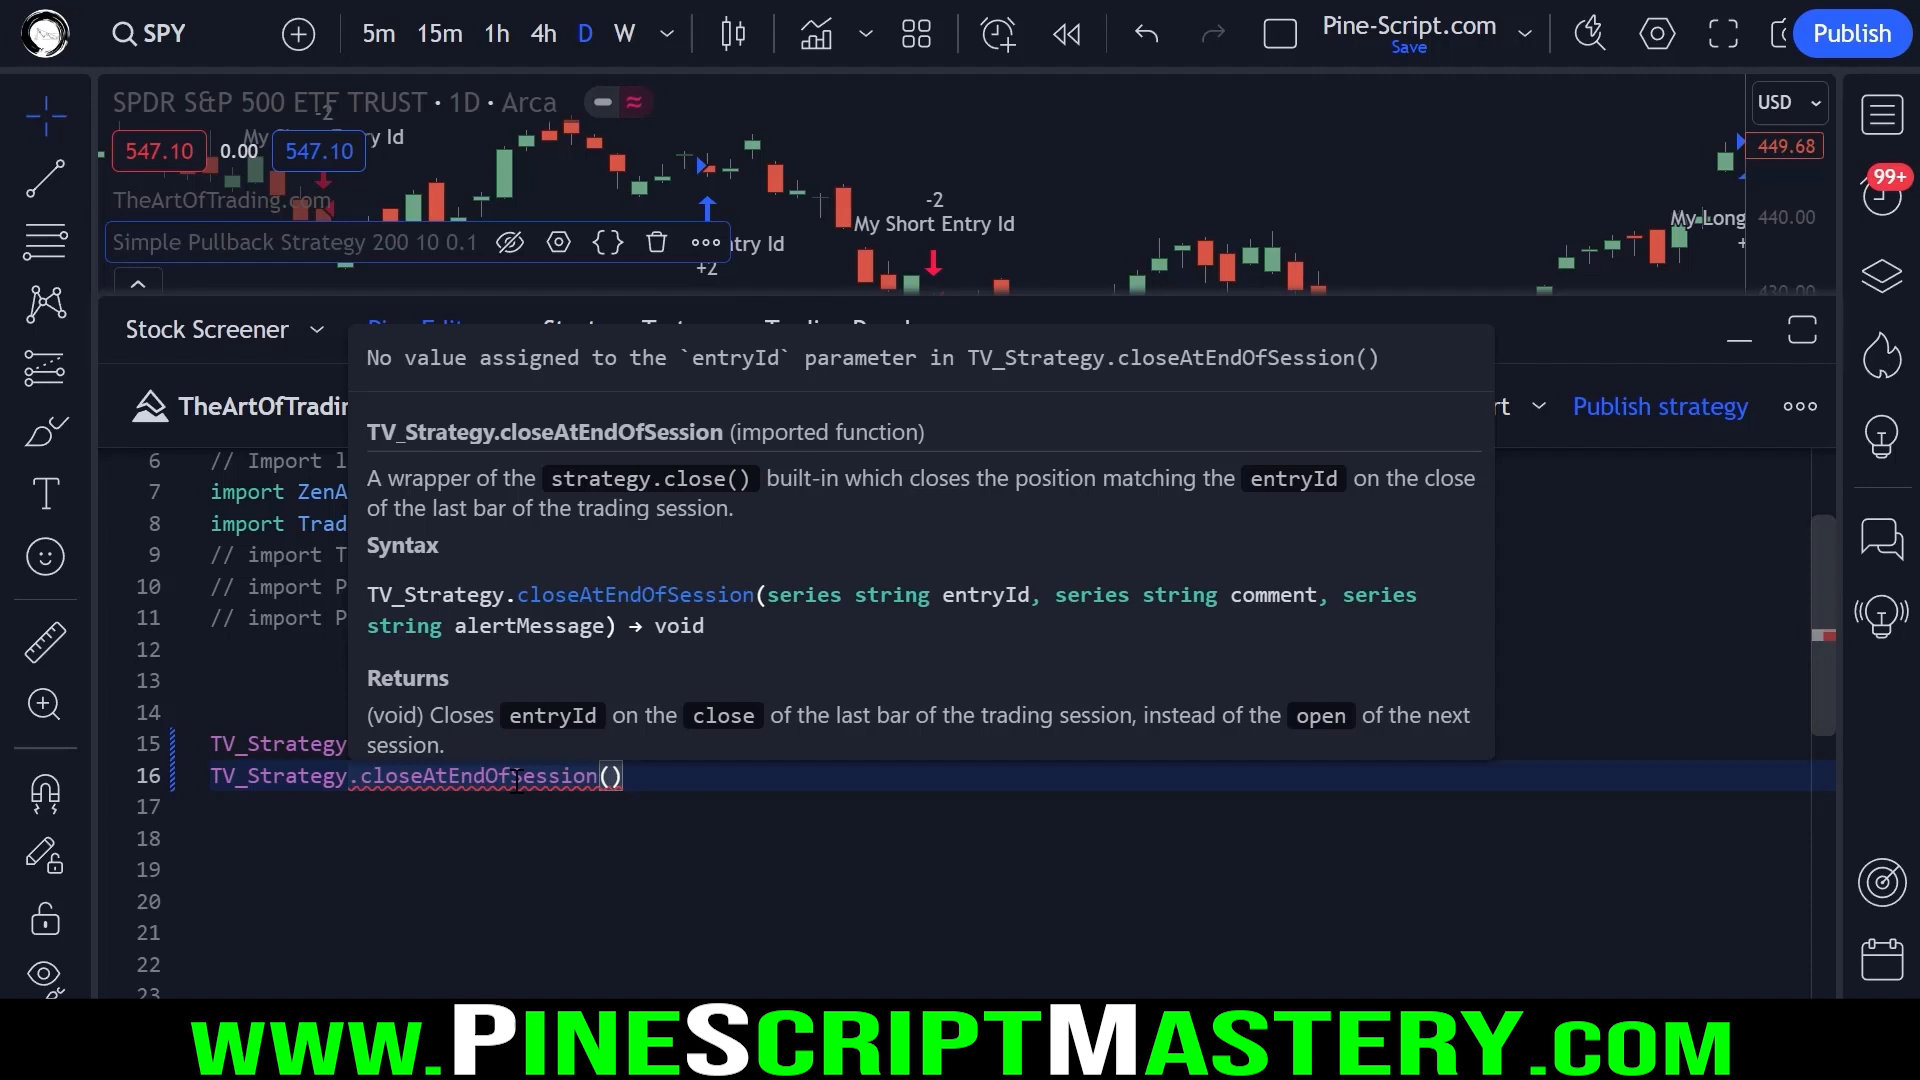 SPY
5m 15m 1h 4h D W
Pine-Script.com
Save
Publish
SPDR S&P 500 ETF TRUST · 1D · Arca
USD
-2
547.10 0.00 547.10
449.68
99+
TheArtOfTrading.com
-2
My Short Entry Id
My Long
440.00
Simple Pullback Strategy 200 10 0.1
ntry Id
+2
430.00
Stock Screener
No value assigned to the `entryId` parameter in TV_Strategy.closeAtEndOfSession()
TheArtOfTradin
Publish strategy
TV_Strategy.closeAtEndOfSession (imported function)
A wrapper of the strategy.close() built-in which closes the position matching the entryId on the close
of the last bar of the trading session.
Syntax
TV_Strategy.closeAtEndOfSession(series string entryId, series string comment, series
string alertMessage) → void
Returns
(void) Closes entryId on the close of the last bar of the trading session, instead of the open of the next
session.
6 // Import l
7 import ZenA
8 import Trad
9 // import T
10 // import P
11 // import P
12
13
14
15 TV_Strategy
16 TV_Strategy.closeAtEndOfSession()
17
18
19
20
21
22
23
www.PineScriptMastery.com